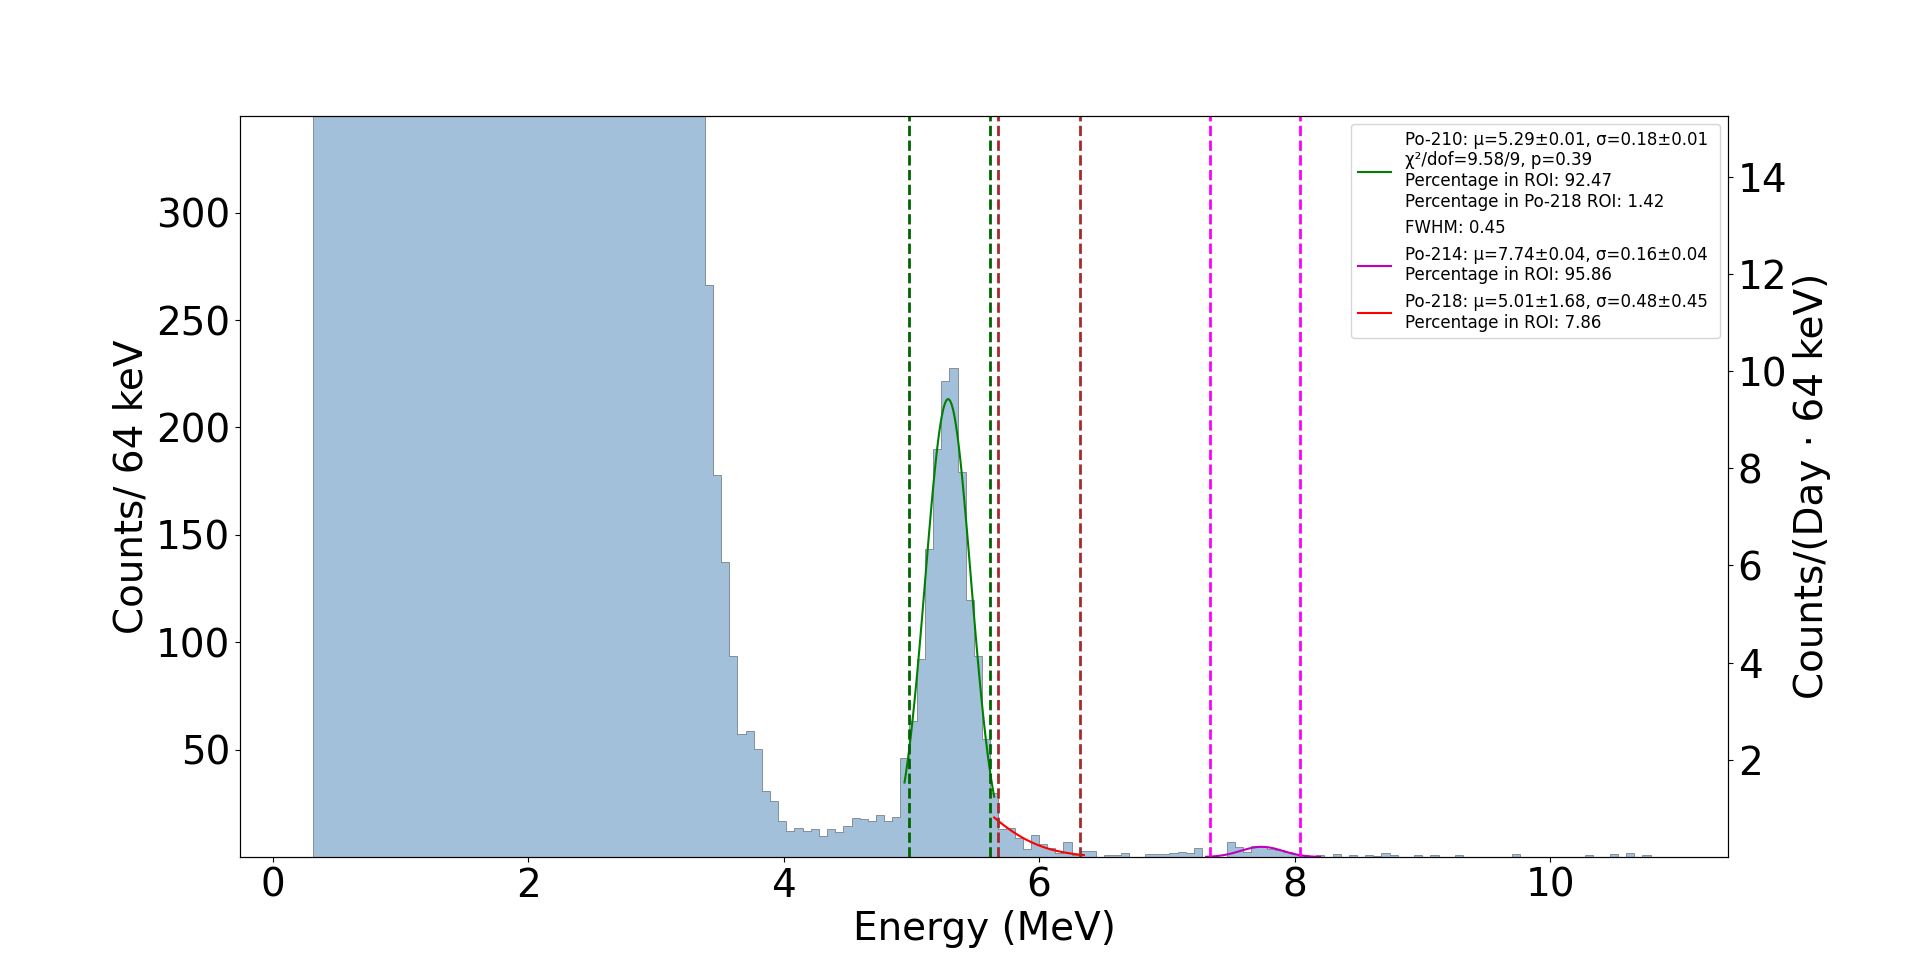 Po-210: μ=5.29±0.01, σ=0.18±0.01
χ²/dof=9.58/9, p=0.39
Percentage in ROI: 92.47
Percentage in Po-218 ROI: 1.42
FWHM: 0.45
Po-214: μ=7.74±0.04, σ=0.16±0.04
Percentage in ROI: 95.86
Po-218: μ=5.01±1.68, σ=0.48±0.45
Percentage in ROI: 7.86
Counts/ 64 keV
300
250
200
150
100
50
14
12
10
8
6
4
2
Counts/(Day · 64 keV)
0 2 4 6 8 10
Energy (MeV)